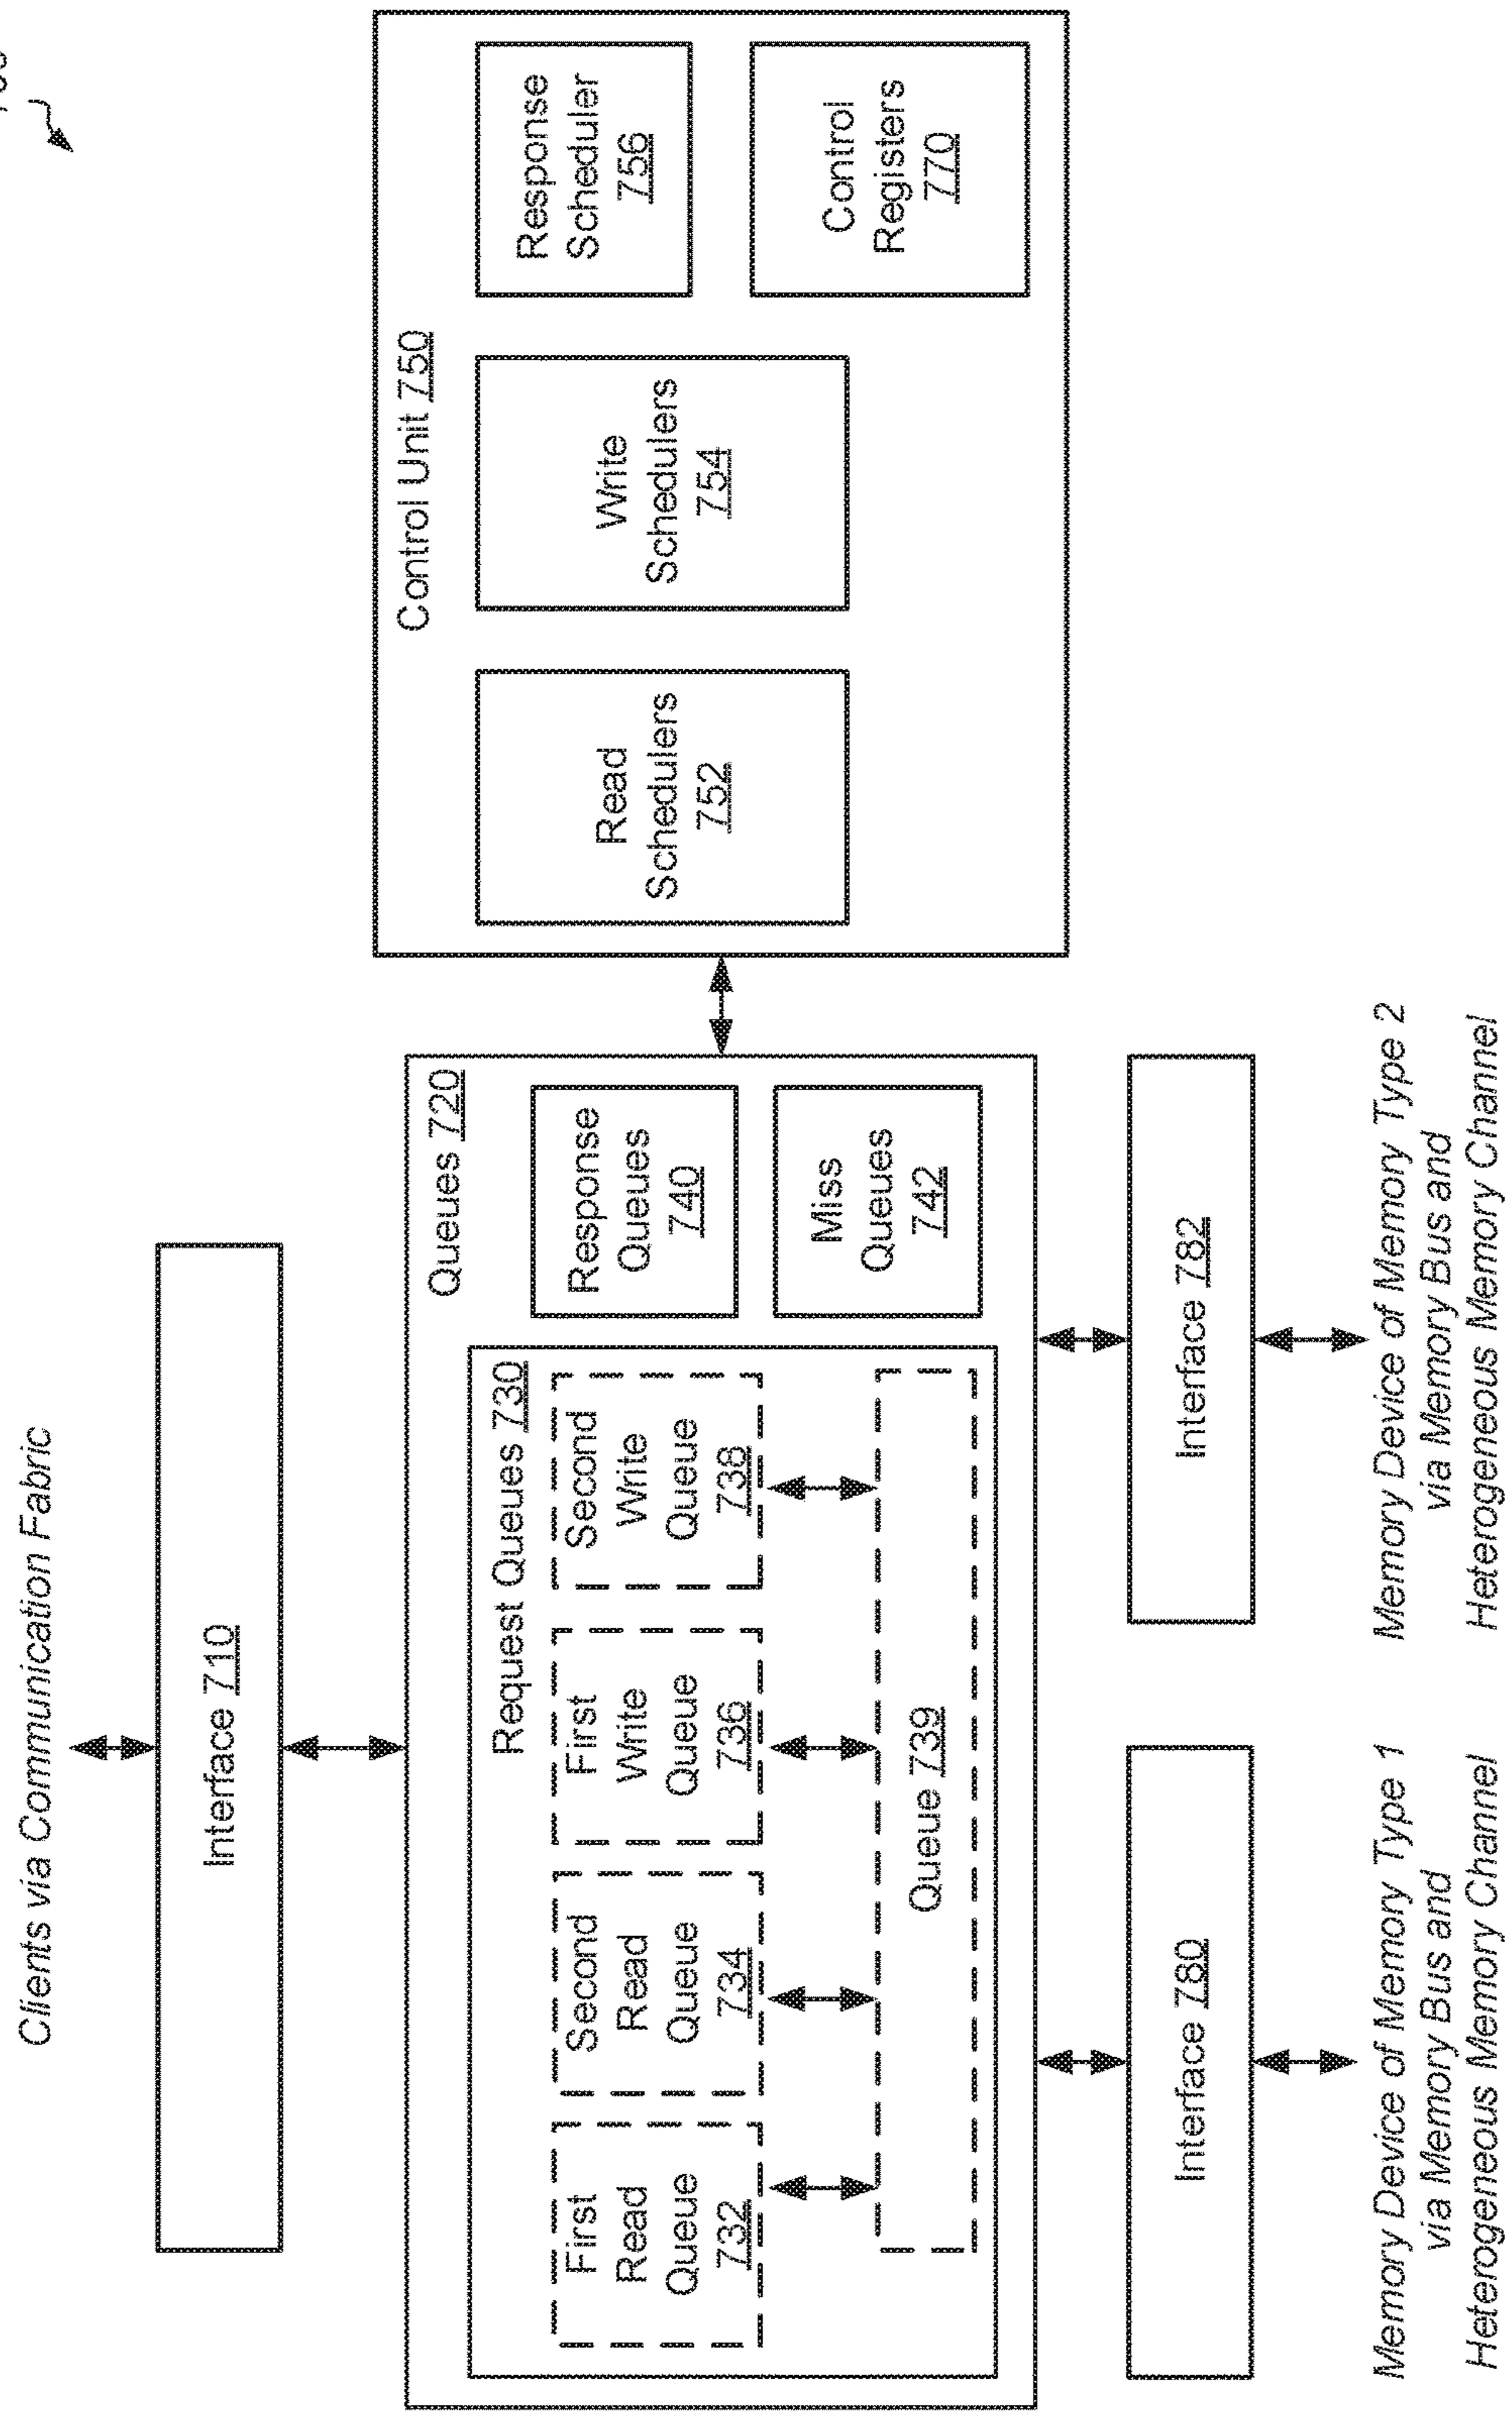 Clients via Communication Fabric
Interface 710
Queues 720
Request Queues 730
First
Read
Queue
732
Second
Read
Queue
734
First
Write
Queue
736
Second
Write
Queue
738
Queue 739
Response
Queues
740
Miss
Queues
742
Control Unit 750
Read
Schedulers
752
Write
Schedulers
754
Response
Scheduler
756
Control
Registers
770
Interface 780
Interface 782
Memory Device of Memory Type 1
via Memory Bus and
Heterogeneous Memory Channel
Memory Device of Memory Type 2
via Memory Bus and
Heterogeneous Memory Channel